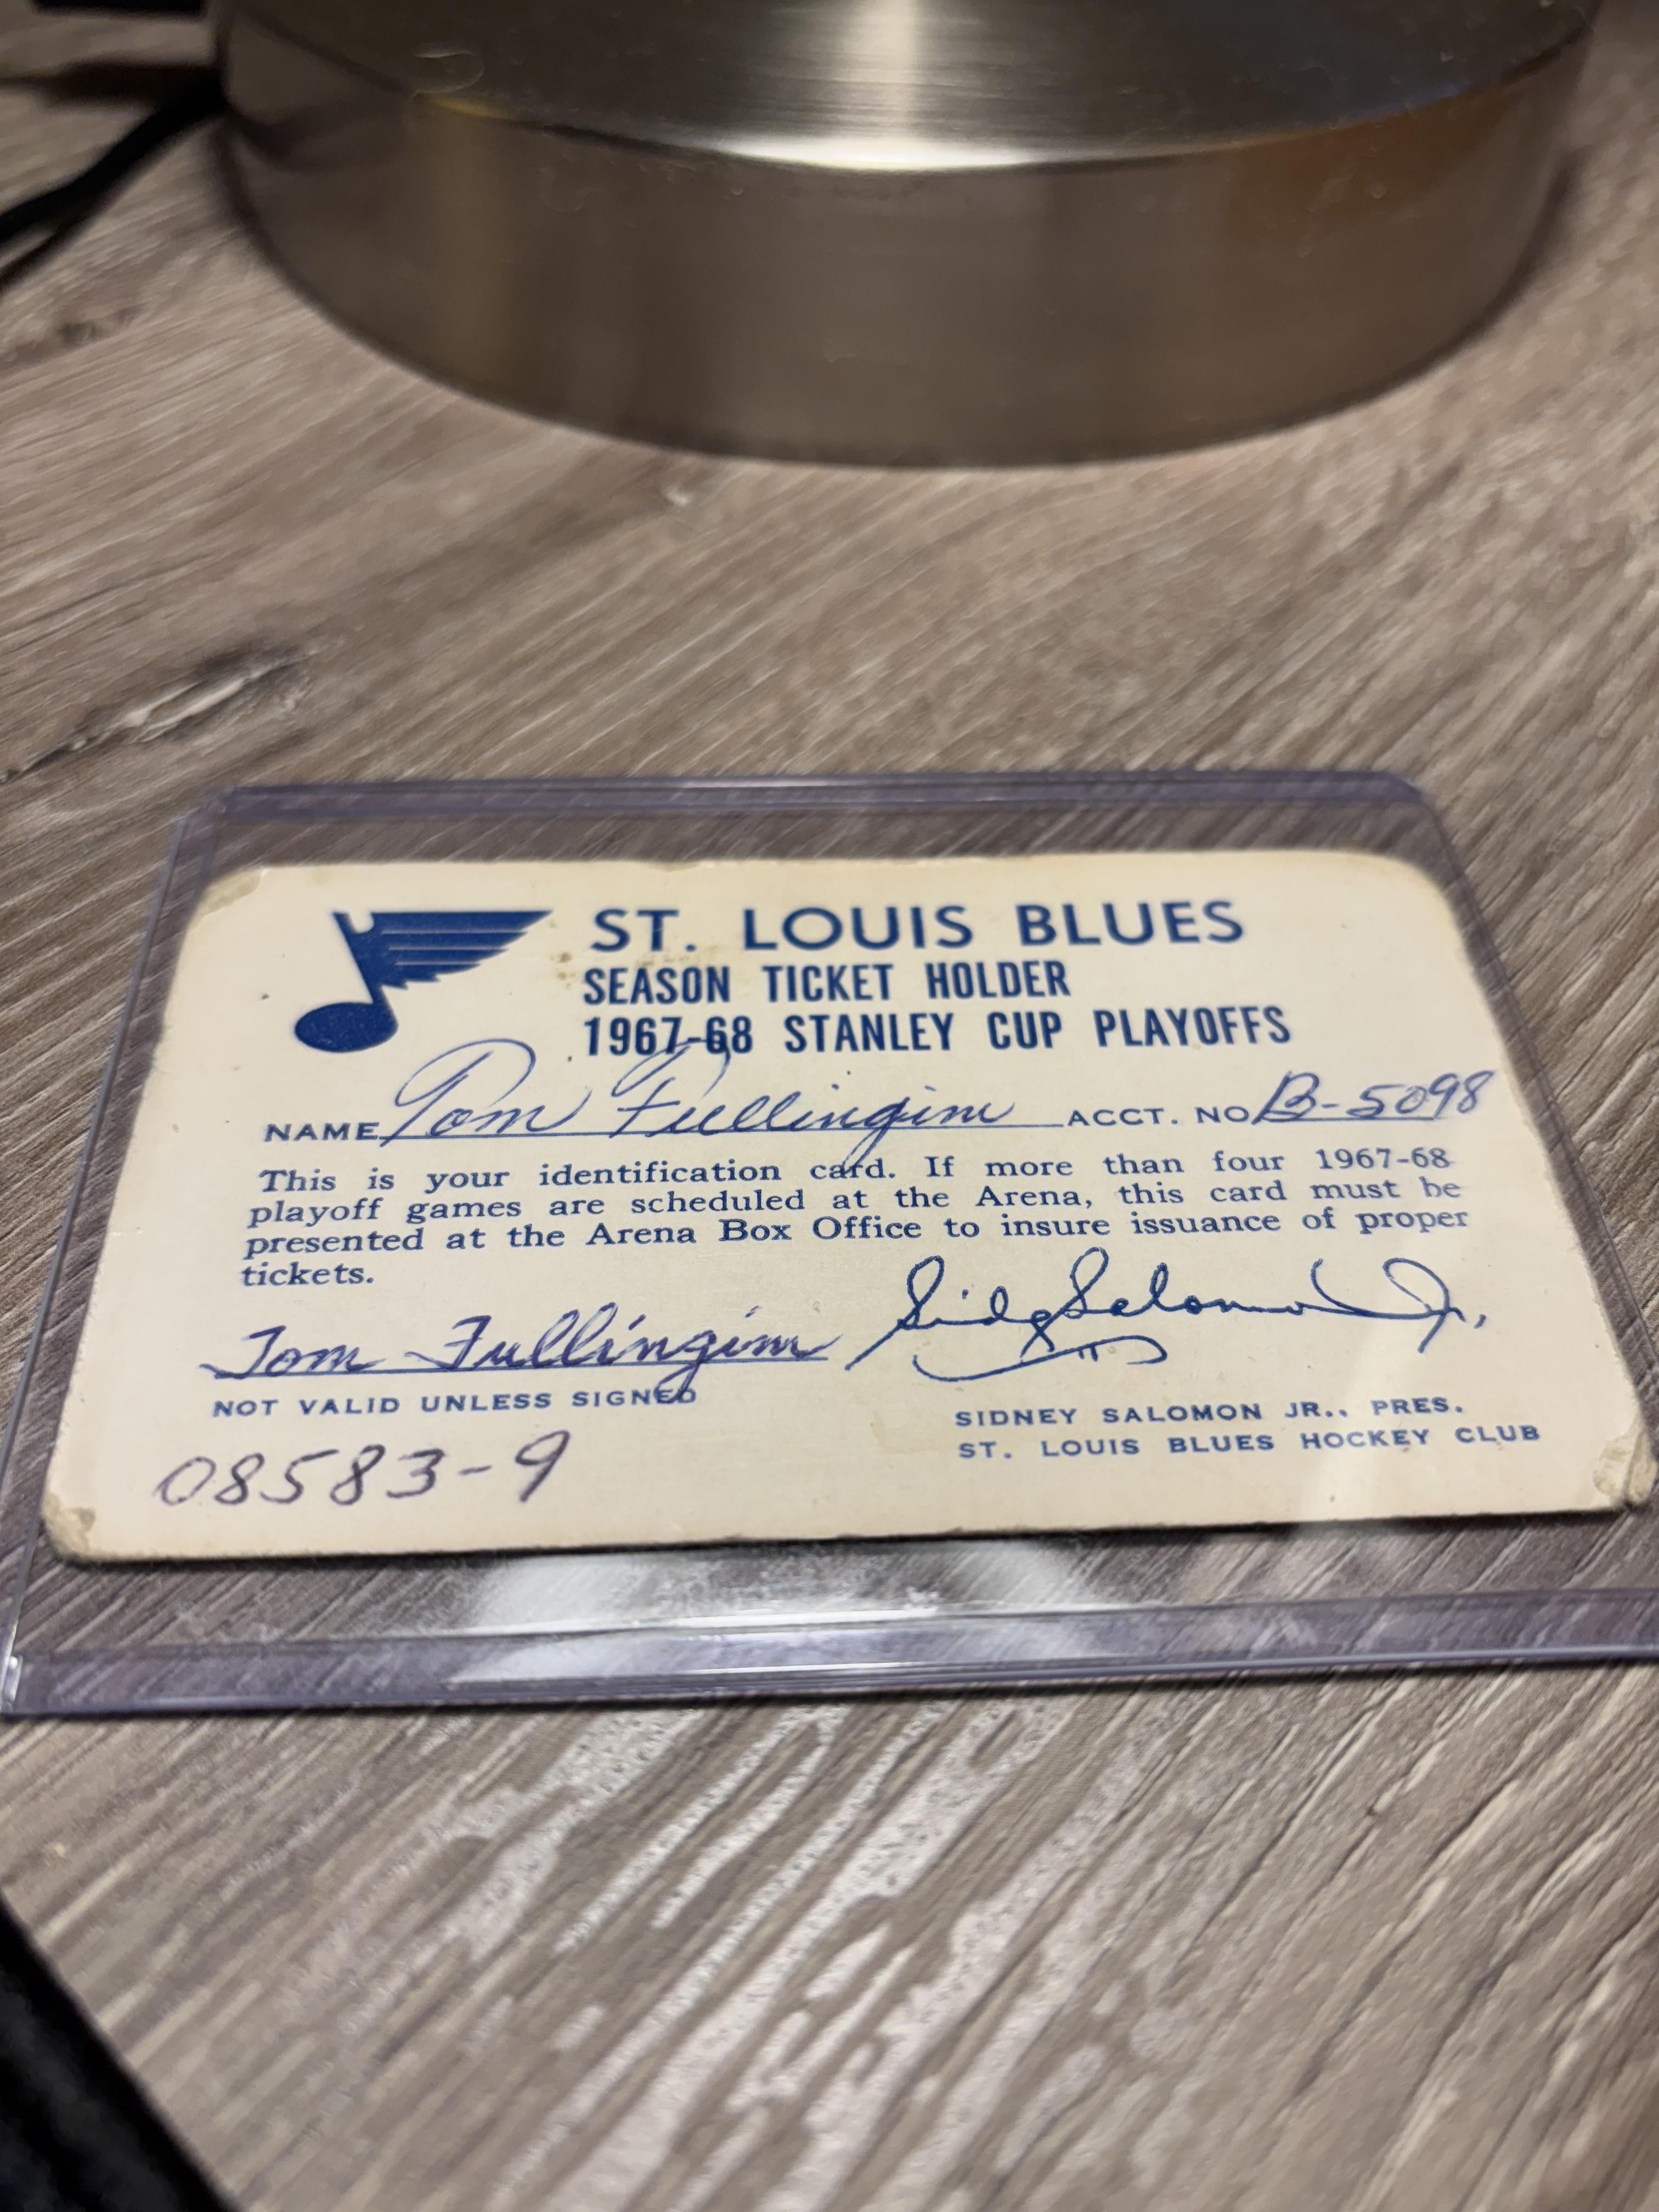 ST. LOUIS BLUES
SEASON TICKET HOLDER
1967-68 STANLEY CUP PLAYOFFS
NAME Tom Fullingim ACCT. NO B-5098
This is your identification card. If more than four 1967-68
playoff games are scheduled at the Arena, this card must be
presented at the Arena Box Office to insure issuance of proper
tickets.
Tom Fullingim Sid Salomon Jr.
NOT VALID UNLESS SIGNED
SIDNEY SALOMON JR., PRES.
ST. LOUIS BLUES HOCKEY CLUB
08583-9